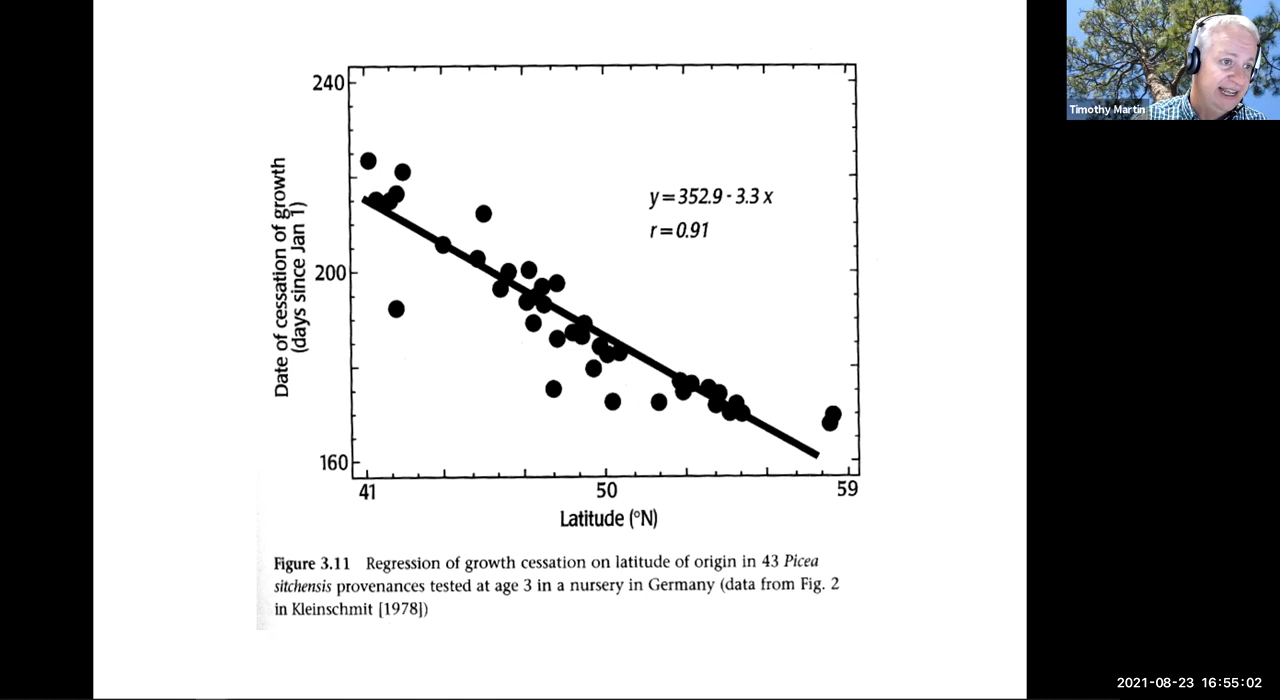 Timothy Martin
240
200
160
Date of cessation of growth
(days since Jan 1)
y=352.9-3.3 x
r=0.91
41
50
59
Latitude (°N)
Figure 3.11 Regression of growth cessation on latitude of origin in 43 Picea
sitchensis provenances tested at age 3 in a nursery in Germany (data from Fig. 2
in Kleinschmit [1978])
2021-08-23 16:55:02